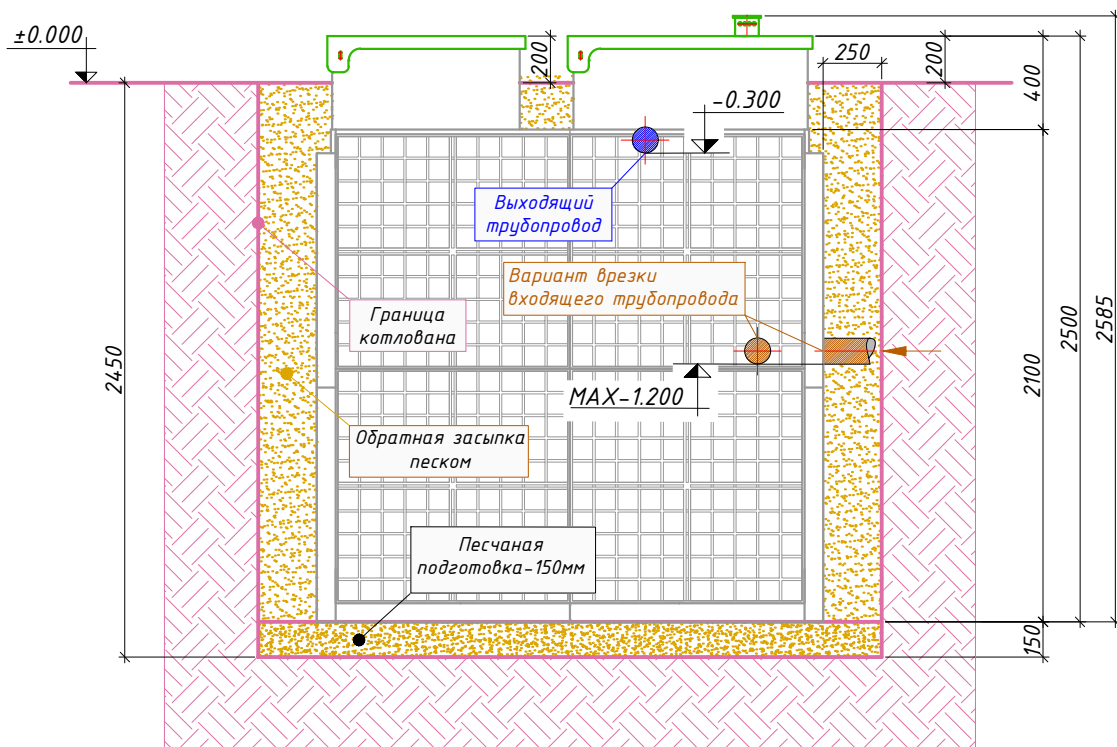 ±0.000
200
250
200
400
-0.300
Выходящий
трубопровод
Вариант врезки
входящего трубопровода
Граница
котлована
2450
2100
2500
2585
MAX-1.200
Обратная засыпка
песком
Песчаная
подготовка-150мм
150